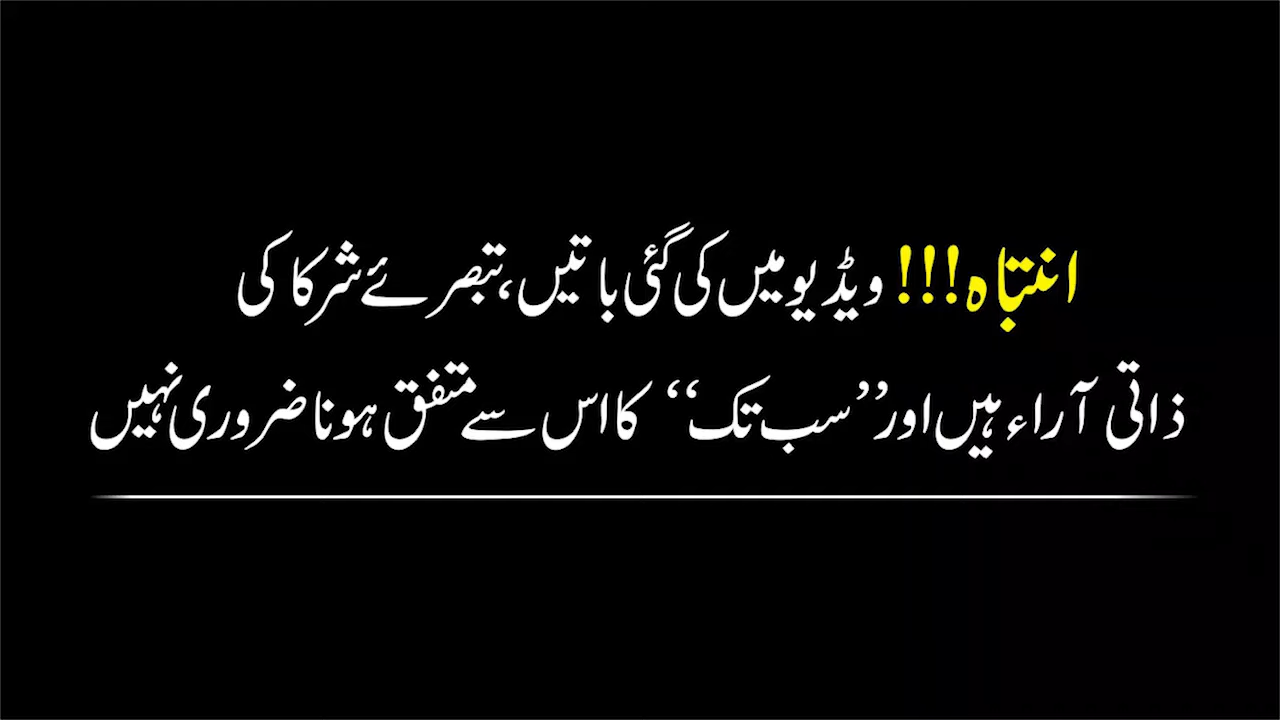 انتباہ!!! ویڈیو میں کی گئی باتیں، تبصرئے شرکا کی
ذاتی آراء ہیں اور ’’سب تک‘‘ کا اس سے متفق ہونا ضروری نہیں